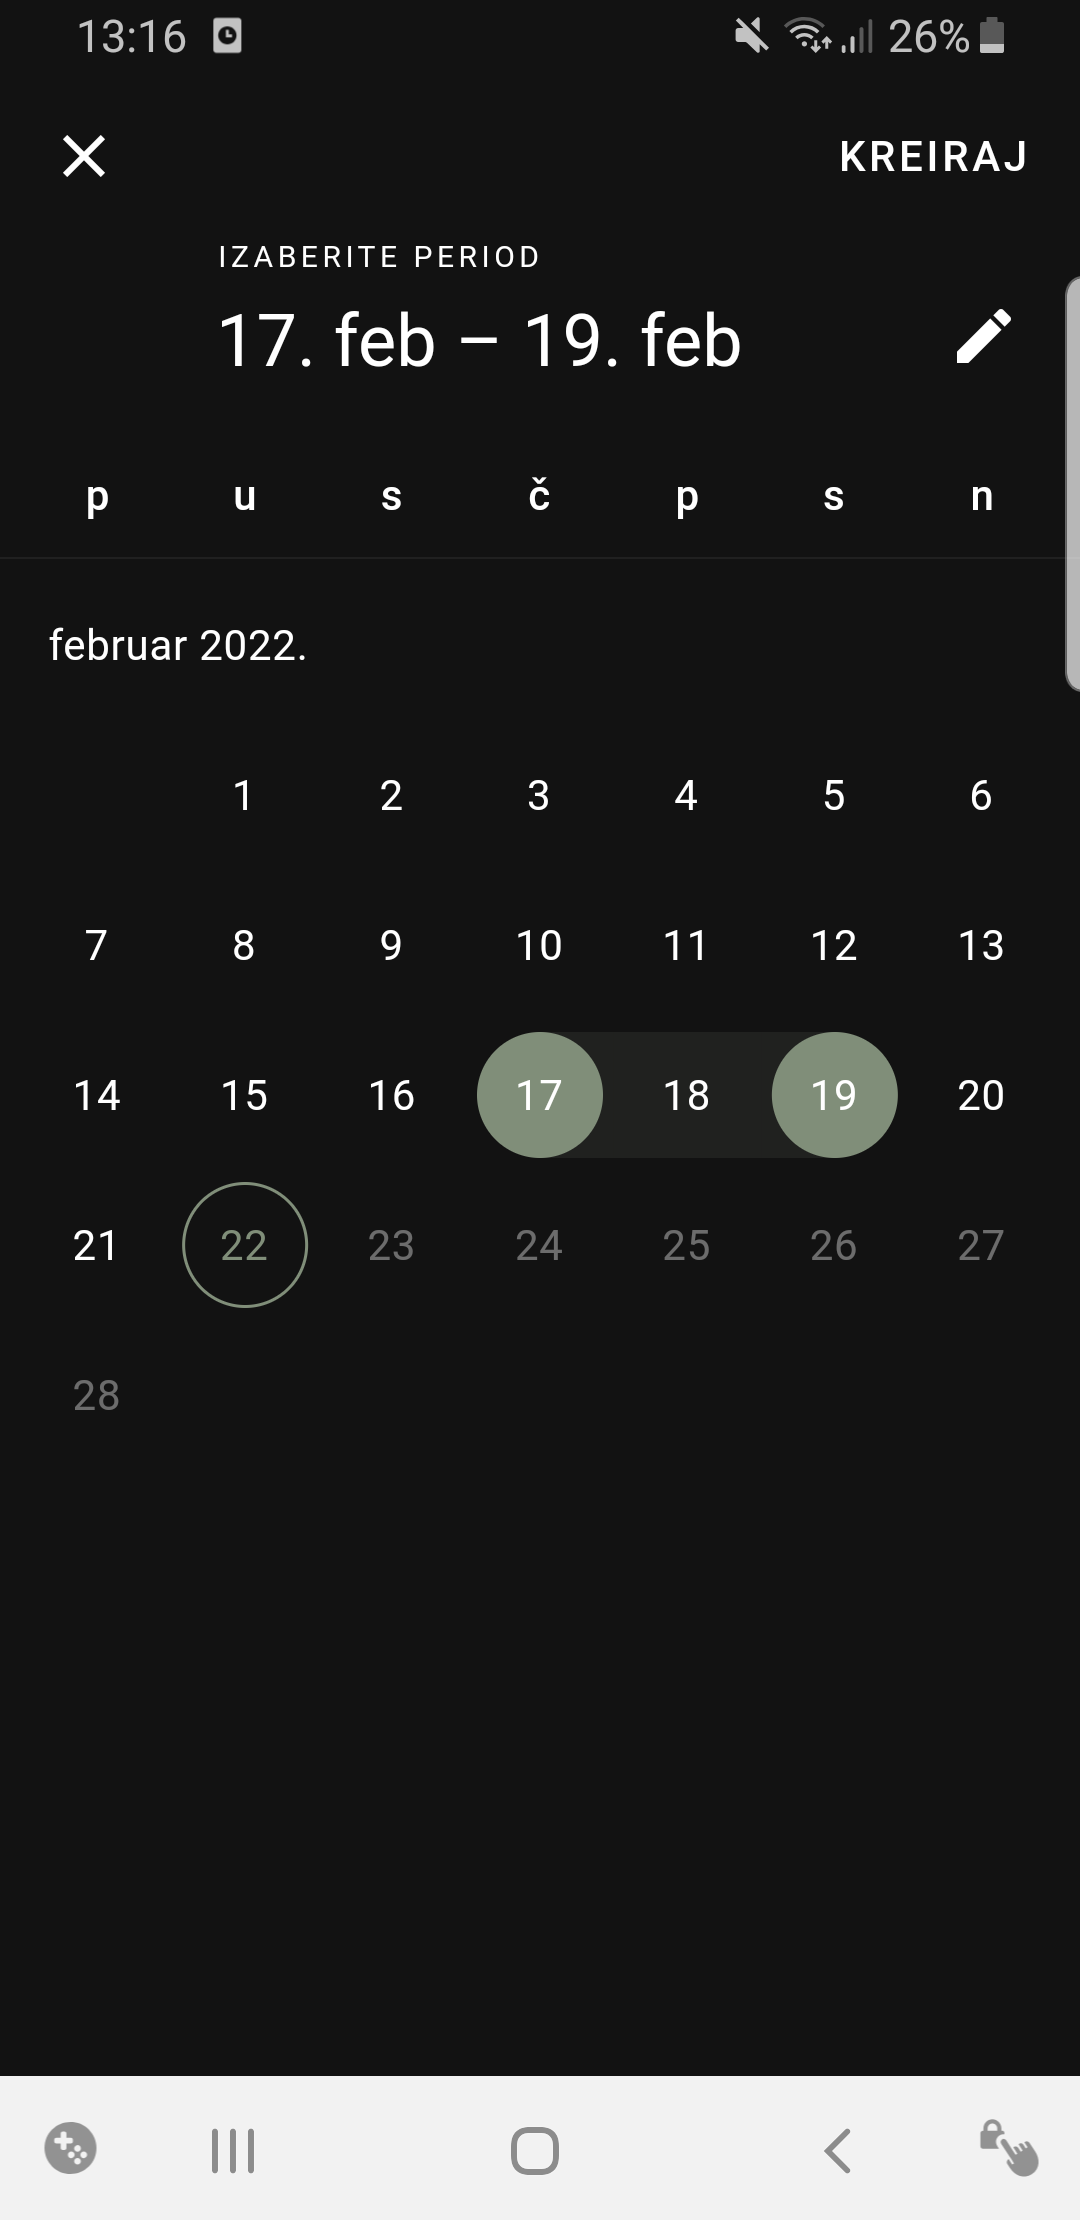 13:16 26%
KREIRAJ
IZABERITE PERIOD
17. feb – 19. feb
p u s č p s n
februar 2022.
1 2 3 4 5 6
7 8 9 10 11 12 13
14 15 16 17 18 19 20
21 22 23 24 25 26 27
28